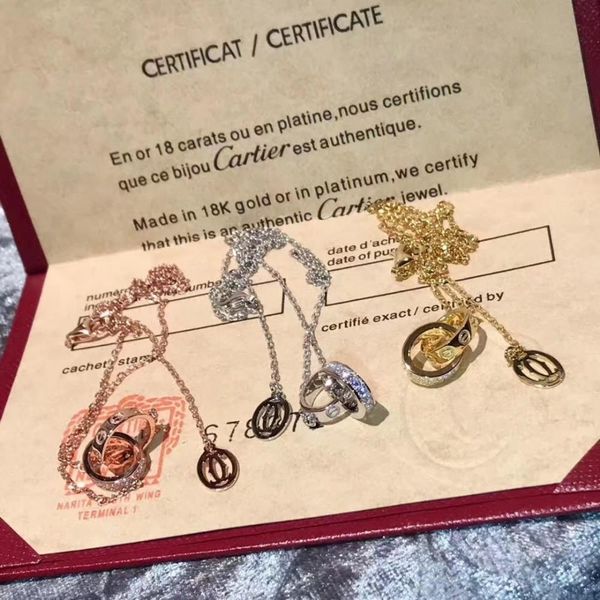 CERTIFICAT / CERTIFICATE
En or 18 carats ou en platine, nous certifions
que ce bijou Cartier est authentique.
Made in 18K gold or in platinum, we certify
that this is an authentic Cartier jewel.
date d'ach
date of pu
certifié exact / certified by
cachet / stamp
678
NARITA WING
TERMINAL 1